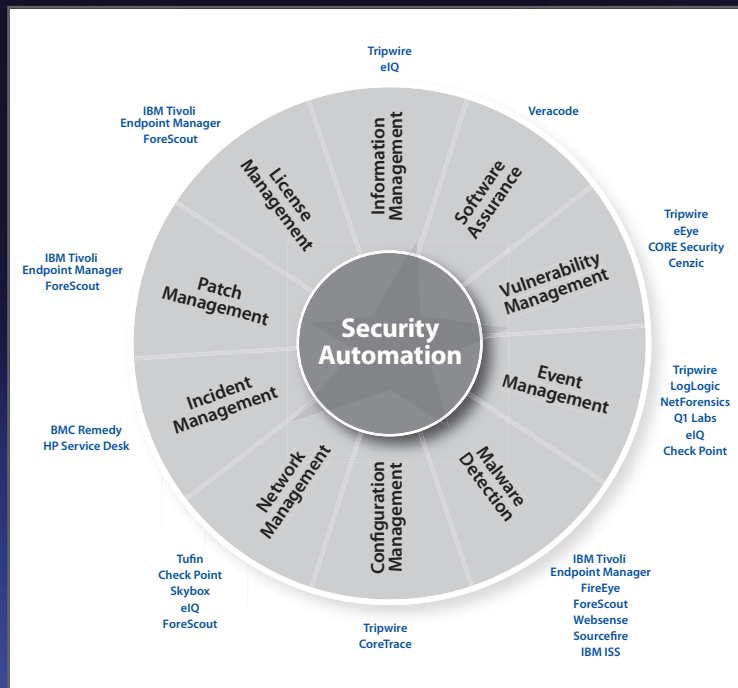 Tripwire
eIQ
Information
Management
Veracode
Software
Assurance
Tripwire
eEye
CORE Security
Cenzic
Vulnerability
Management
Tripwire
LogLogic
NetForensics
Q1 Labs
eIQ
Check Point
Event
Management
IBM Tivoli
Endpoint Manager
FireEye
ForeScout
Websense
Sourcefire
IBM ISS
Malware
Detection
Tripwire
CoreTrace
Configuration
Management
Tufin
Check Point
Skybox
eIQ
ForeScout
Network
Management
BMC Remedy
HP Service Desk
Incident
Management
IBM Tivoli
Endpoint Manager
ForeScout
Patch
Management
IBM Tivoli
Endpoint Manager
ForeScout
License
Management
Security
Automation